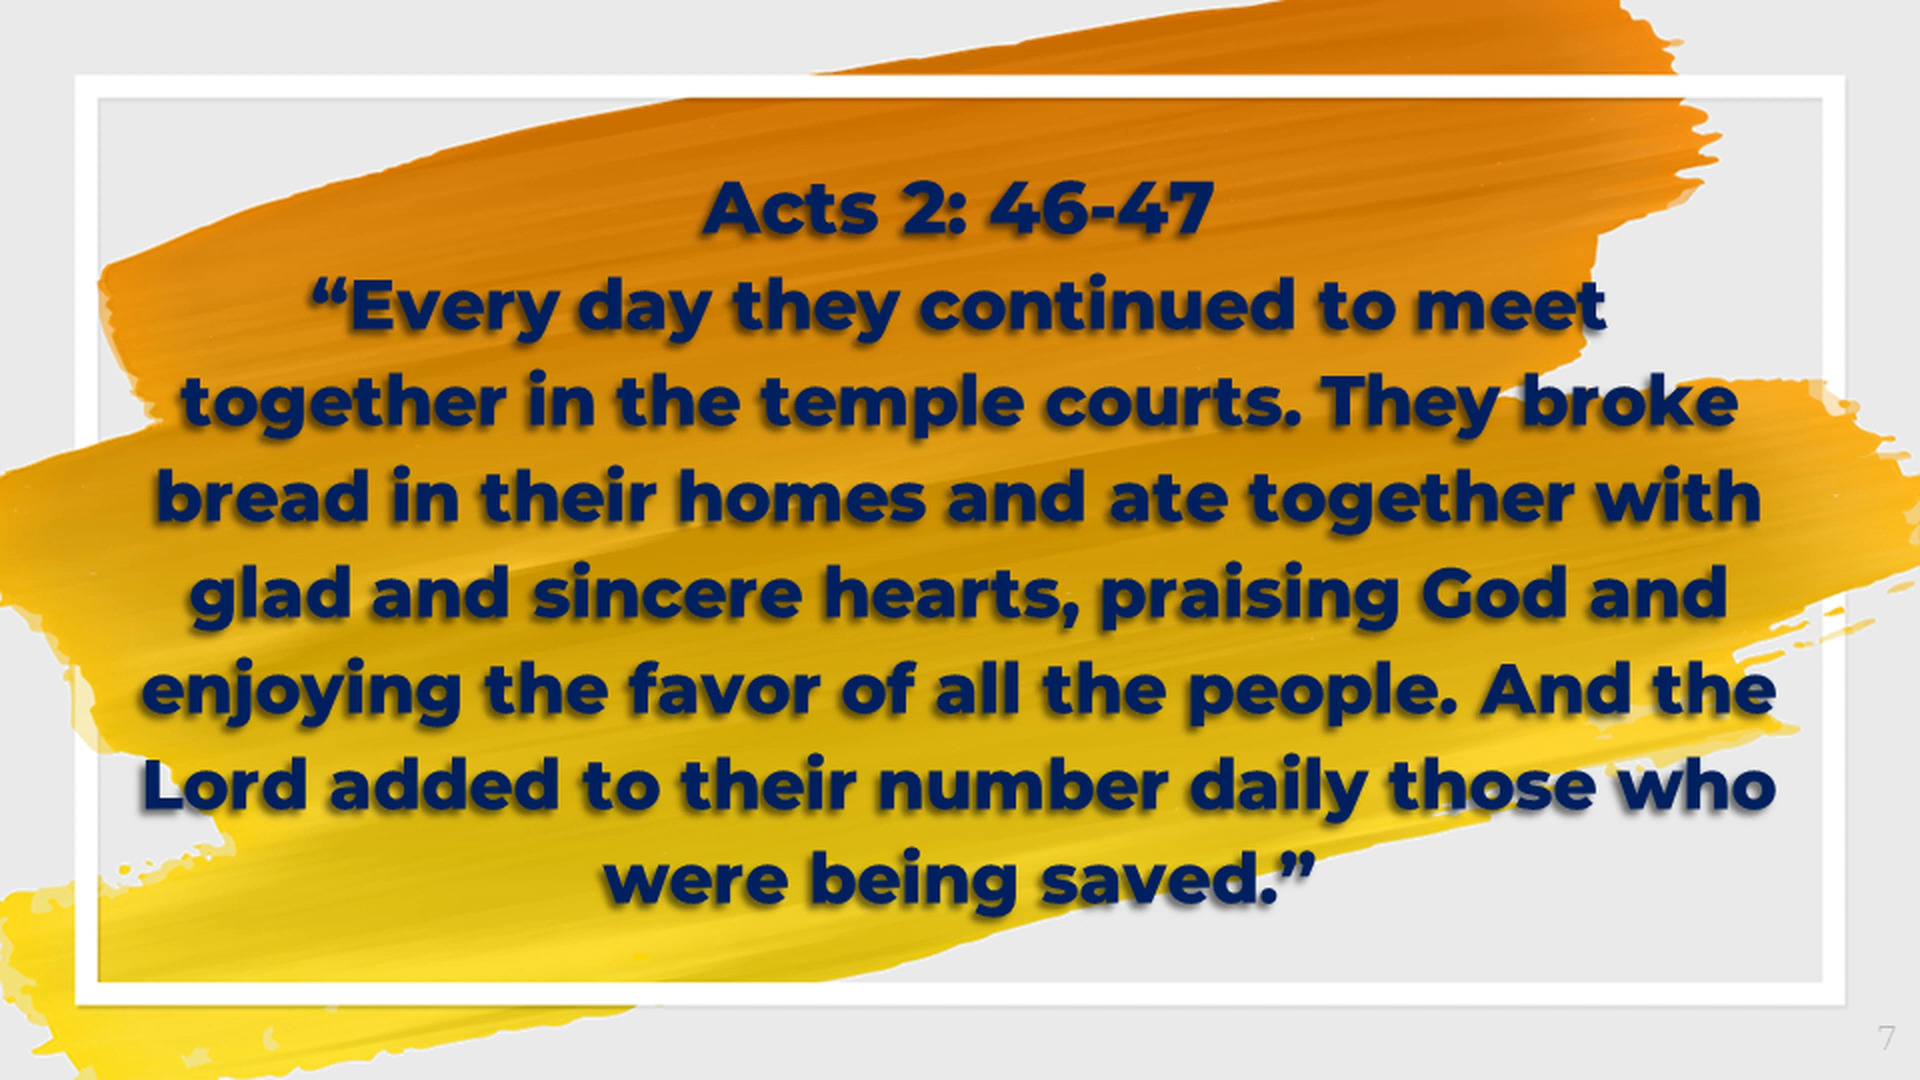 Acts 2: 46-47
“Every day they continued to meet
together in the temple courts. They broke
bread in their homes and ate together with
glad and sincere hearts, praising God and
enjoying the favor of all the people. And the
Lord added to their number daily those who
were being saved.”
7